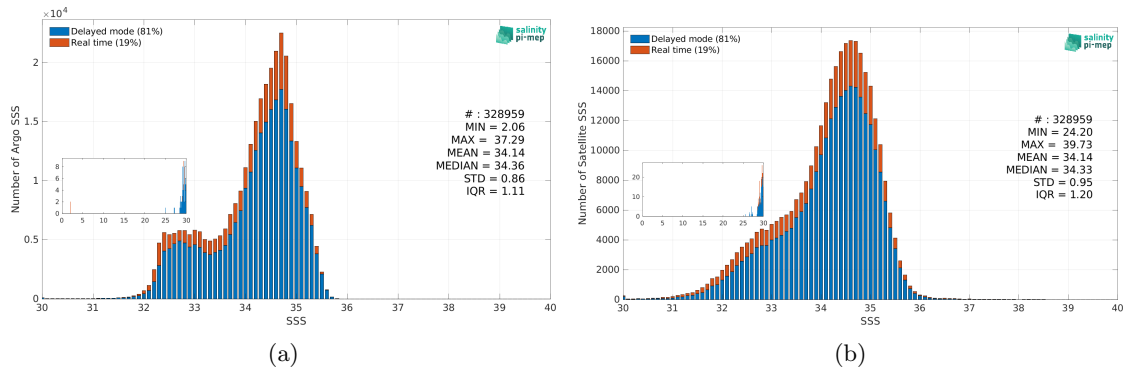 ×10⁴
Delayed mode (81%)
Real time (19%)
salinity
pi-mep
# : 328959
MIN = 2.06
MAX = 37.29
MEAN = 34.14
MEDIAN = 34.36
STD = 0.86
IQR = 1.11
Number of Argo SSS
2
1.5
1
0.5
0
8
6
4
2
0
0 5 10 15 20 25 30
30 31 32 33 34 35 36 37 38 39 40
SSS
(a)
Delayed mode (81%)
Real time (19%)
salinity
pi-mep
# : 328959
MIN = 24.20
MAX = 39.73
MEAN = 34.14
MEDIAN = 34.33
STD = 0.95
IQR = 1.20
Number of Satellite SSS
18000
16000
14000
12000
10000
8000
6000
4000
2000
0
20
10
0
0 5 10 15 20 25 30
30 31 32 33 34 35 36 37 38 39 40
SSS
(b)